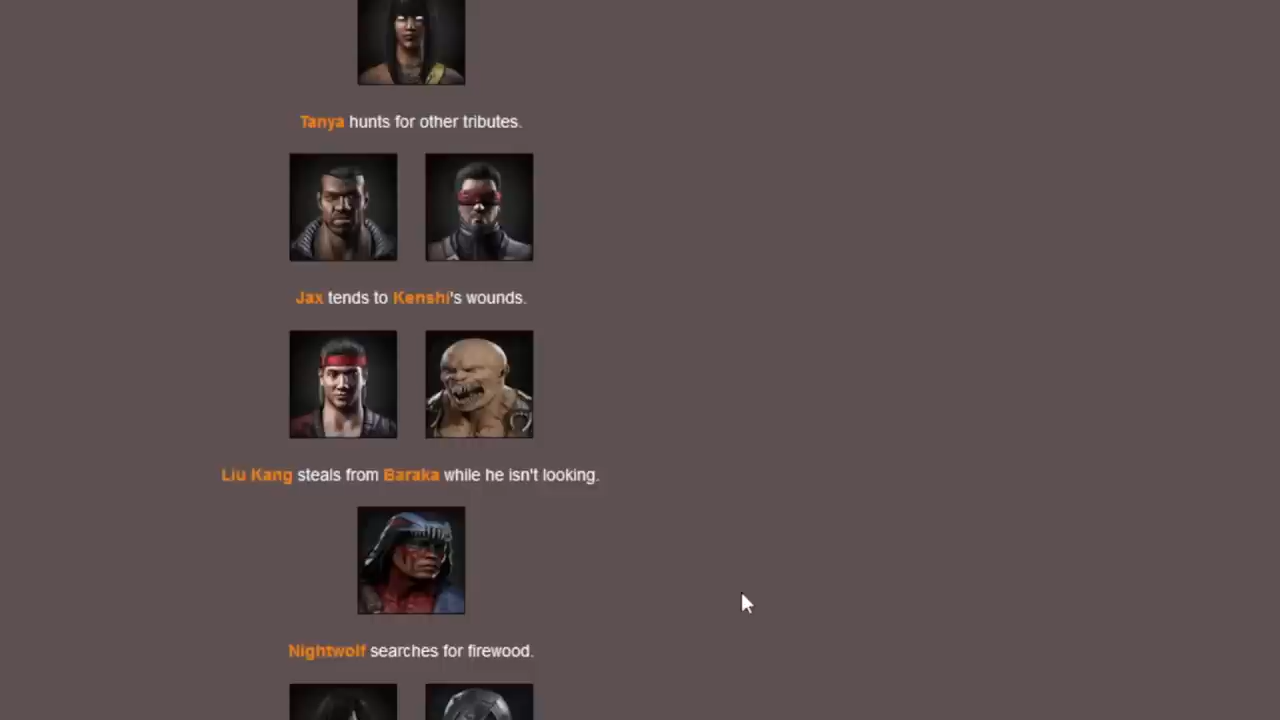 Tanya hunts for other tributes.
Jax tends to Kenshi's wounds.
Liu Kang steals from Baraka while he isn't looking.
Nightwolf searches for firewood.